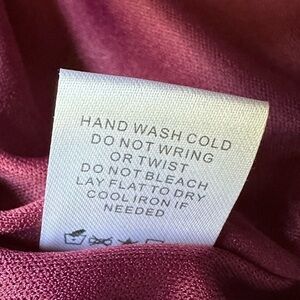 HAND WASH COLD
DO NOT WRING
OR TWIST
DO NOT BLEACH
LAY FLAT TO DRY
COOL IRON IF
NEEDED